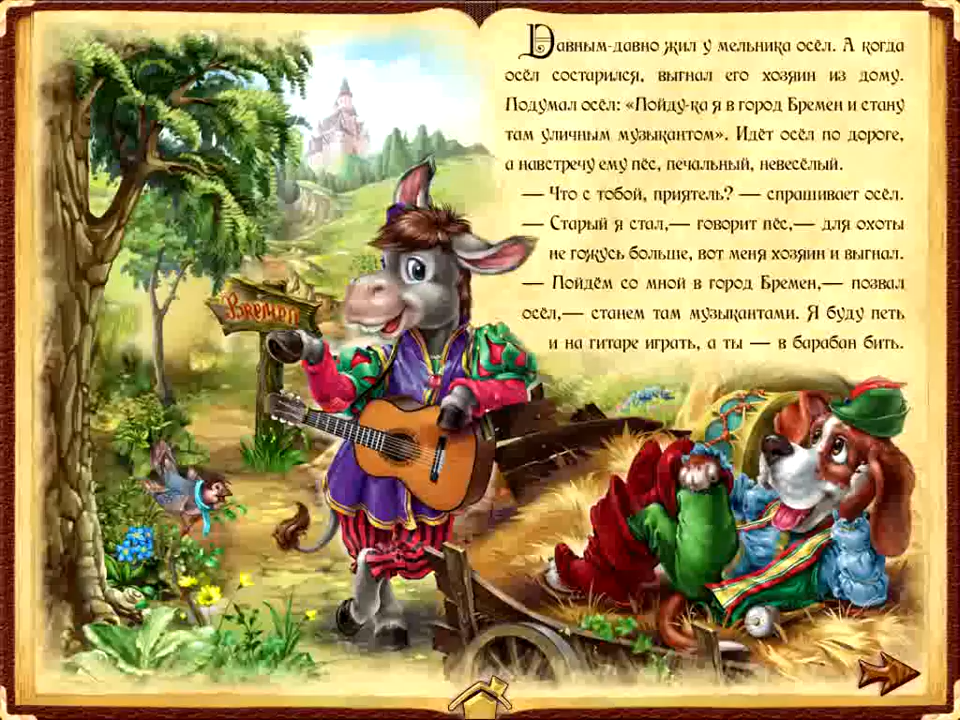 Давным-давно жил у мельника осёл. А когда
осёл состарился, выгнал его хозяин из дому.
Подумал осёл: «Пойду-ка я в город Бремен и стану
там уличным музыкантом». Идёт осёл по дороге,
а навстречу ему пёс, печальный, невесёлый.
— Что с тобой, приятель? — спрашивает осёл.
— Старый я стал,— говорит пёс,— для охоты
не гожусь больше, вот меня хозяин и выгнал.
— Пойдём со мной в город Бремен,— позвал
осёл,— станем там музыкантами. Я буду петь
и на гитаре играть, а ты — в барабан бить.
Bremen